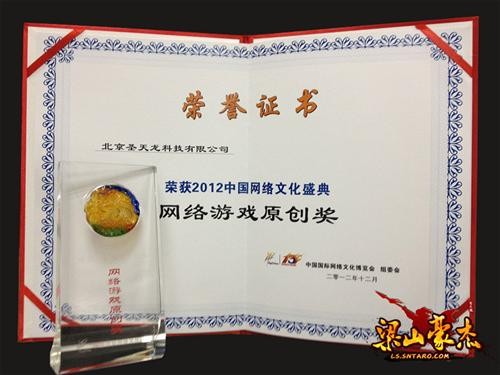 荣誉证书
北京圣天龙科技有限公司
荣获2012中国网络文化盛典
网络游戏原创奖
中国国际网络文化博览会 组委会
二零一二年十二月
网络游戏原创
梁山豪杰
LS.SNTARO.COM